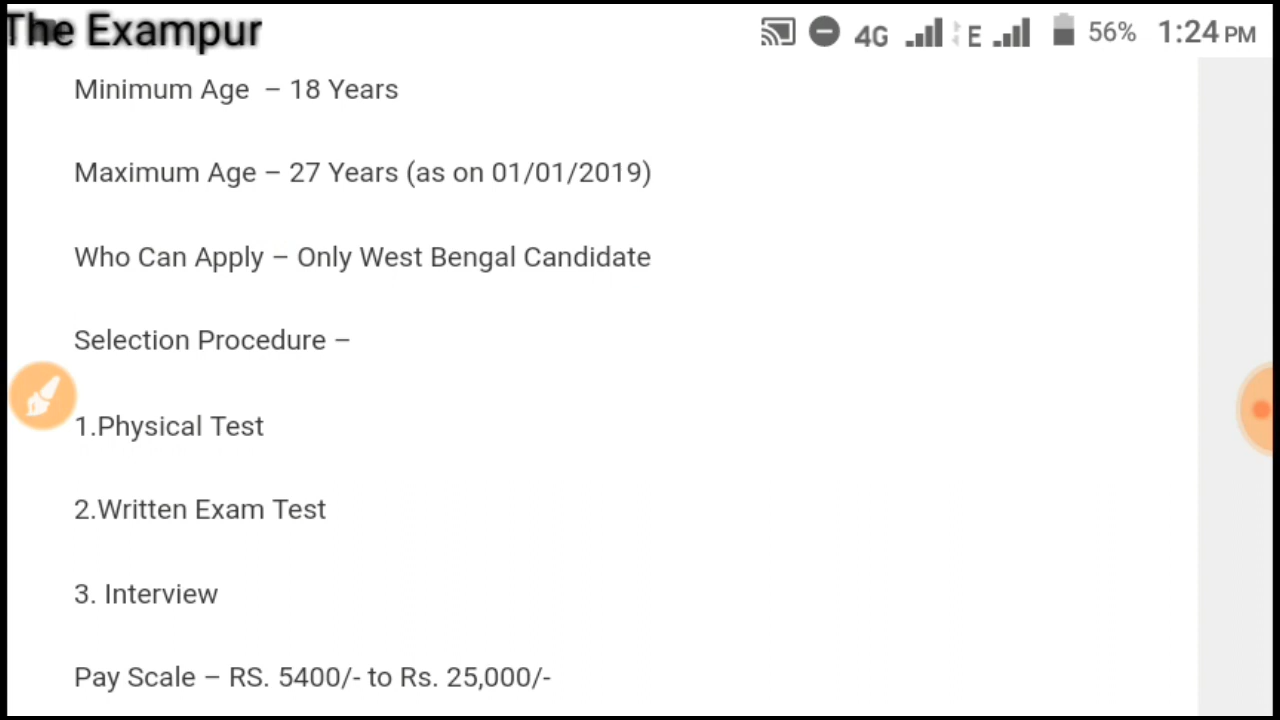 The Exampur
4G E 56% 1:24 PM
Minimum Age – 18 Years
Maximum Age – 27 Years (as on 01/01/2019)
Who Can Apply – Only West Bengal Candidate
Selection Procedure –
1.Physical Test
2.Written Exam Test
3. Interview
Pay Scale – RS. 5400/- to Rs. 25,000/-